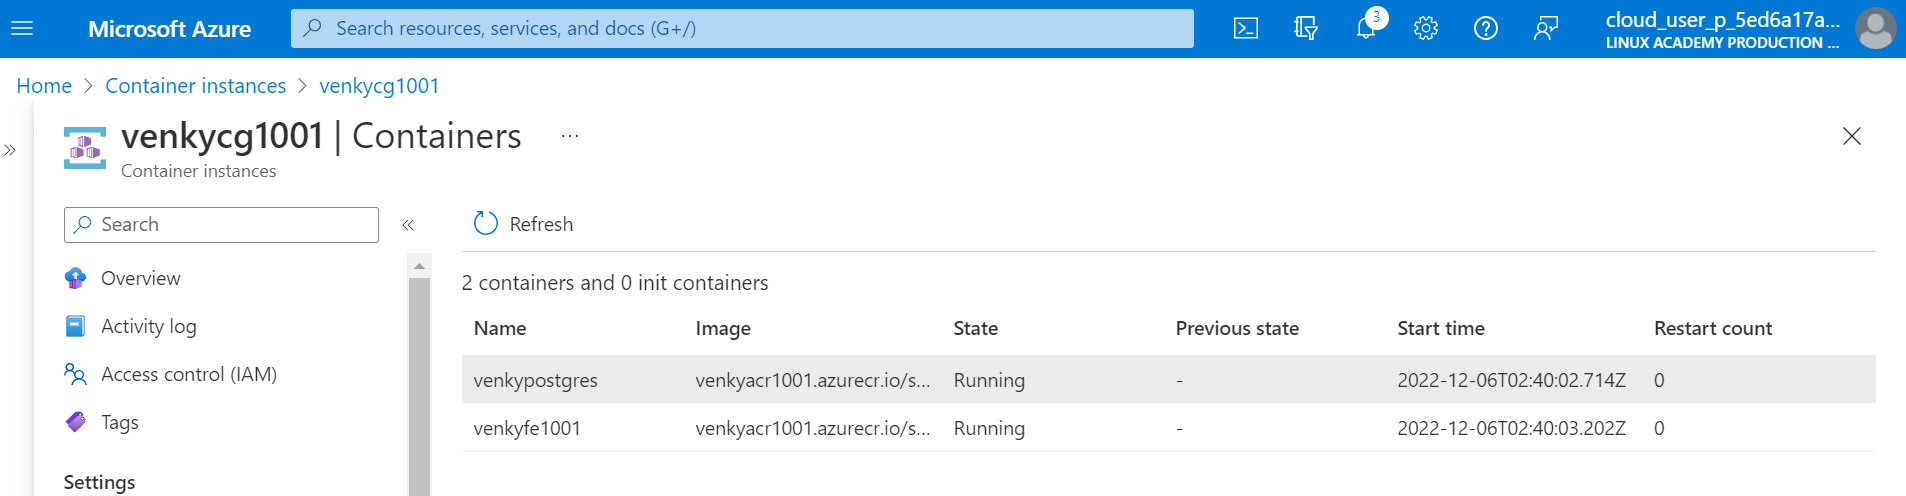 Microsoft Azure
Search resources, services, and docs (G+/)
3
cloud_user_p_5ed6a17a...
LINUX ACADEMY PRODUCTION ...
Home > Container instances > venkycg1001
venkycg1001 | Containers ...
Container instances
Search
Refresh
Overview
Activity log
Access control (IAM)
Tags
Settings
2 containers and 0 init containers
Name Image State Previous state Start time Restart count
venkypostgres venkyacr1001.azurecr.io/s... Running - 2022-12-06T02:40:02.714Z 0
venkyfe1001 venkyacr1001.azurecr.io/s... Running - 2022-12-06T02:40:03.202Z 0